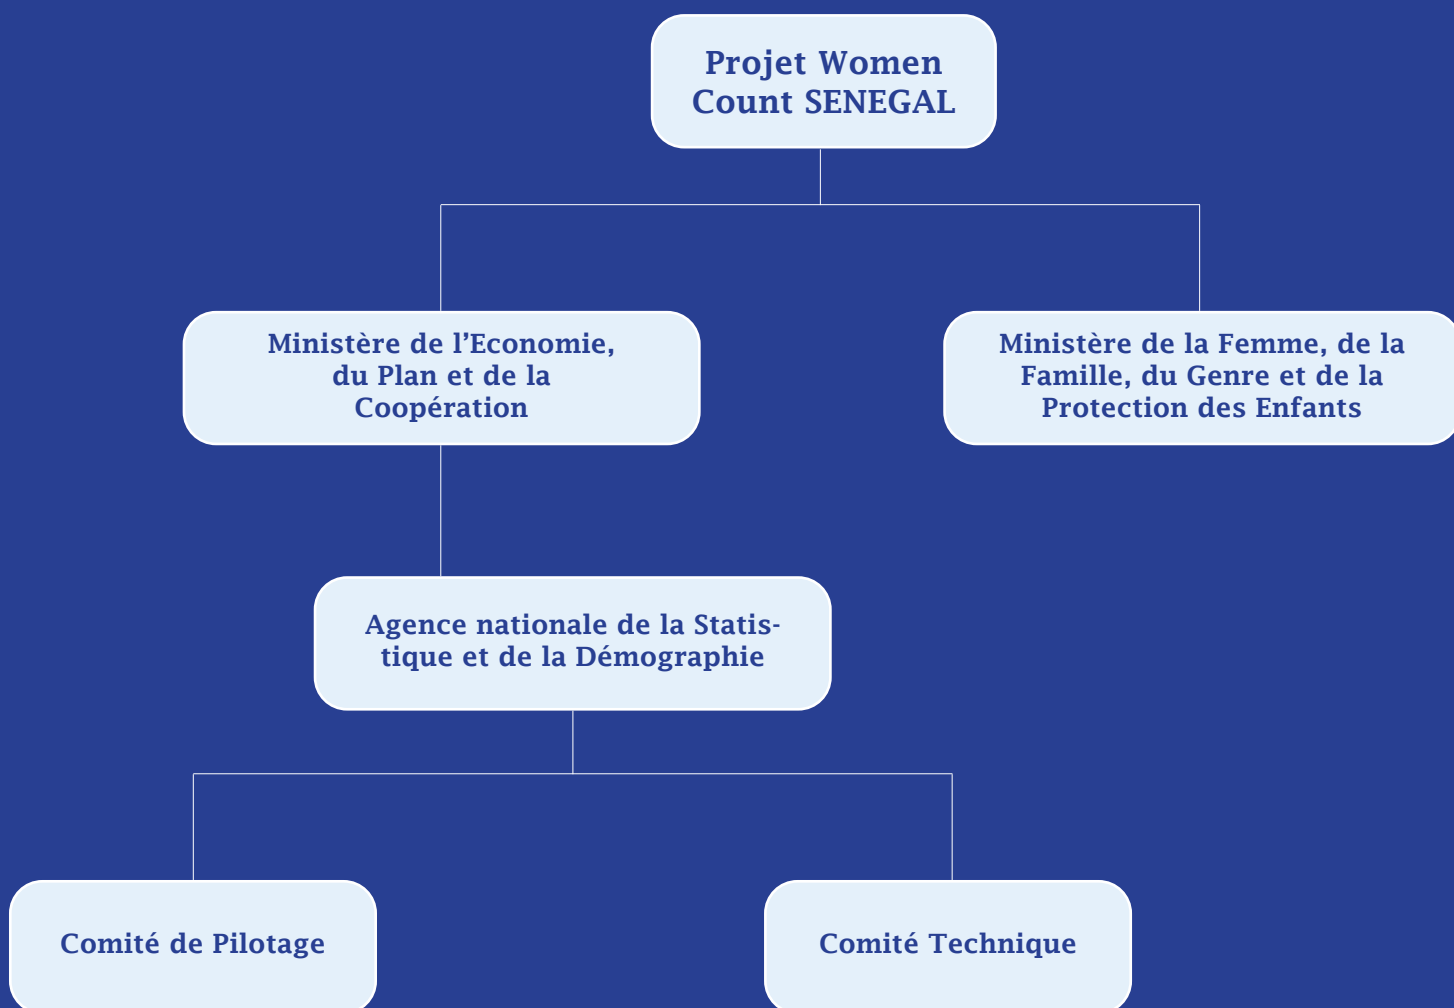 Projet Women
Count SENEGAL
Ministère de l’Economie,
du Plan et de la
Coopération
Ministère de la Femme, de la
Famille, du Genre et de la
Protection des Enfants
Agence nationale de la Statis-
tique et de la Démographie
Comité de Pilotage
Comité Technique